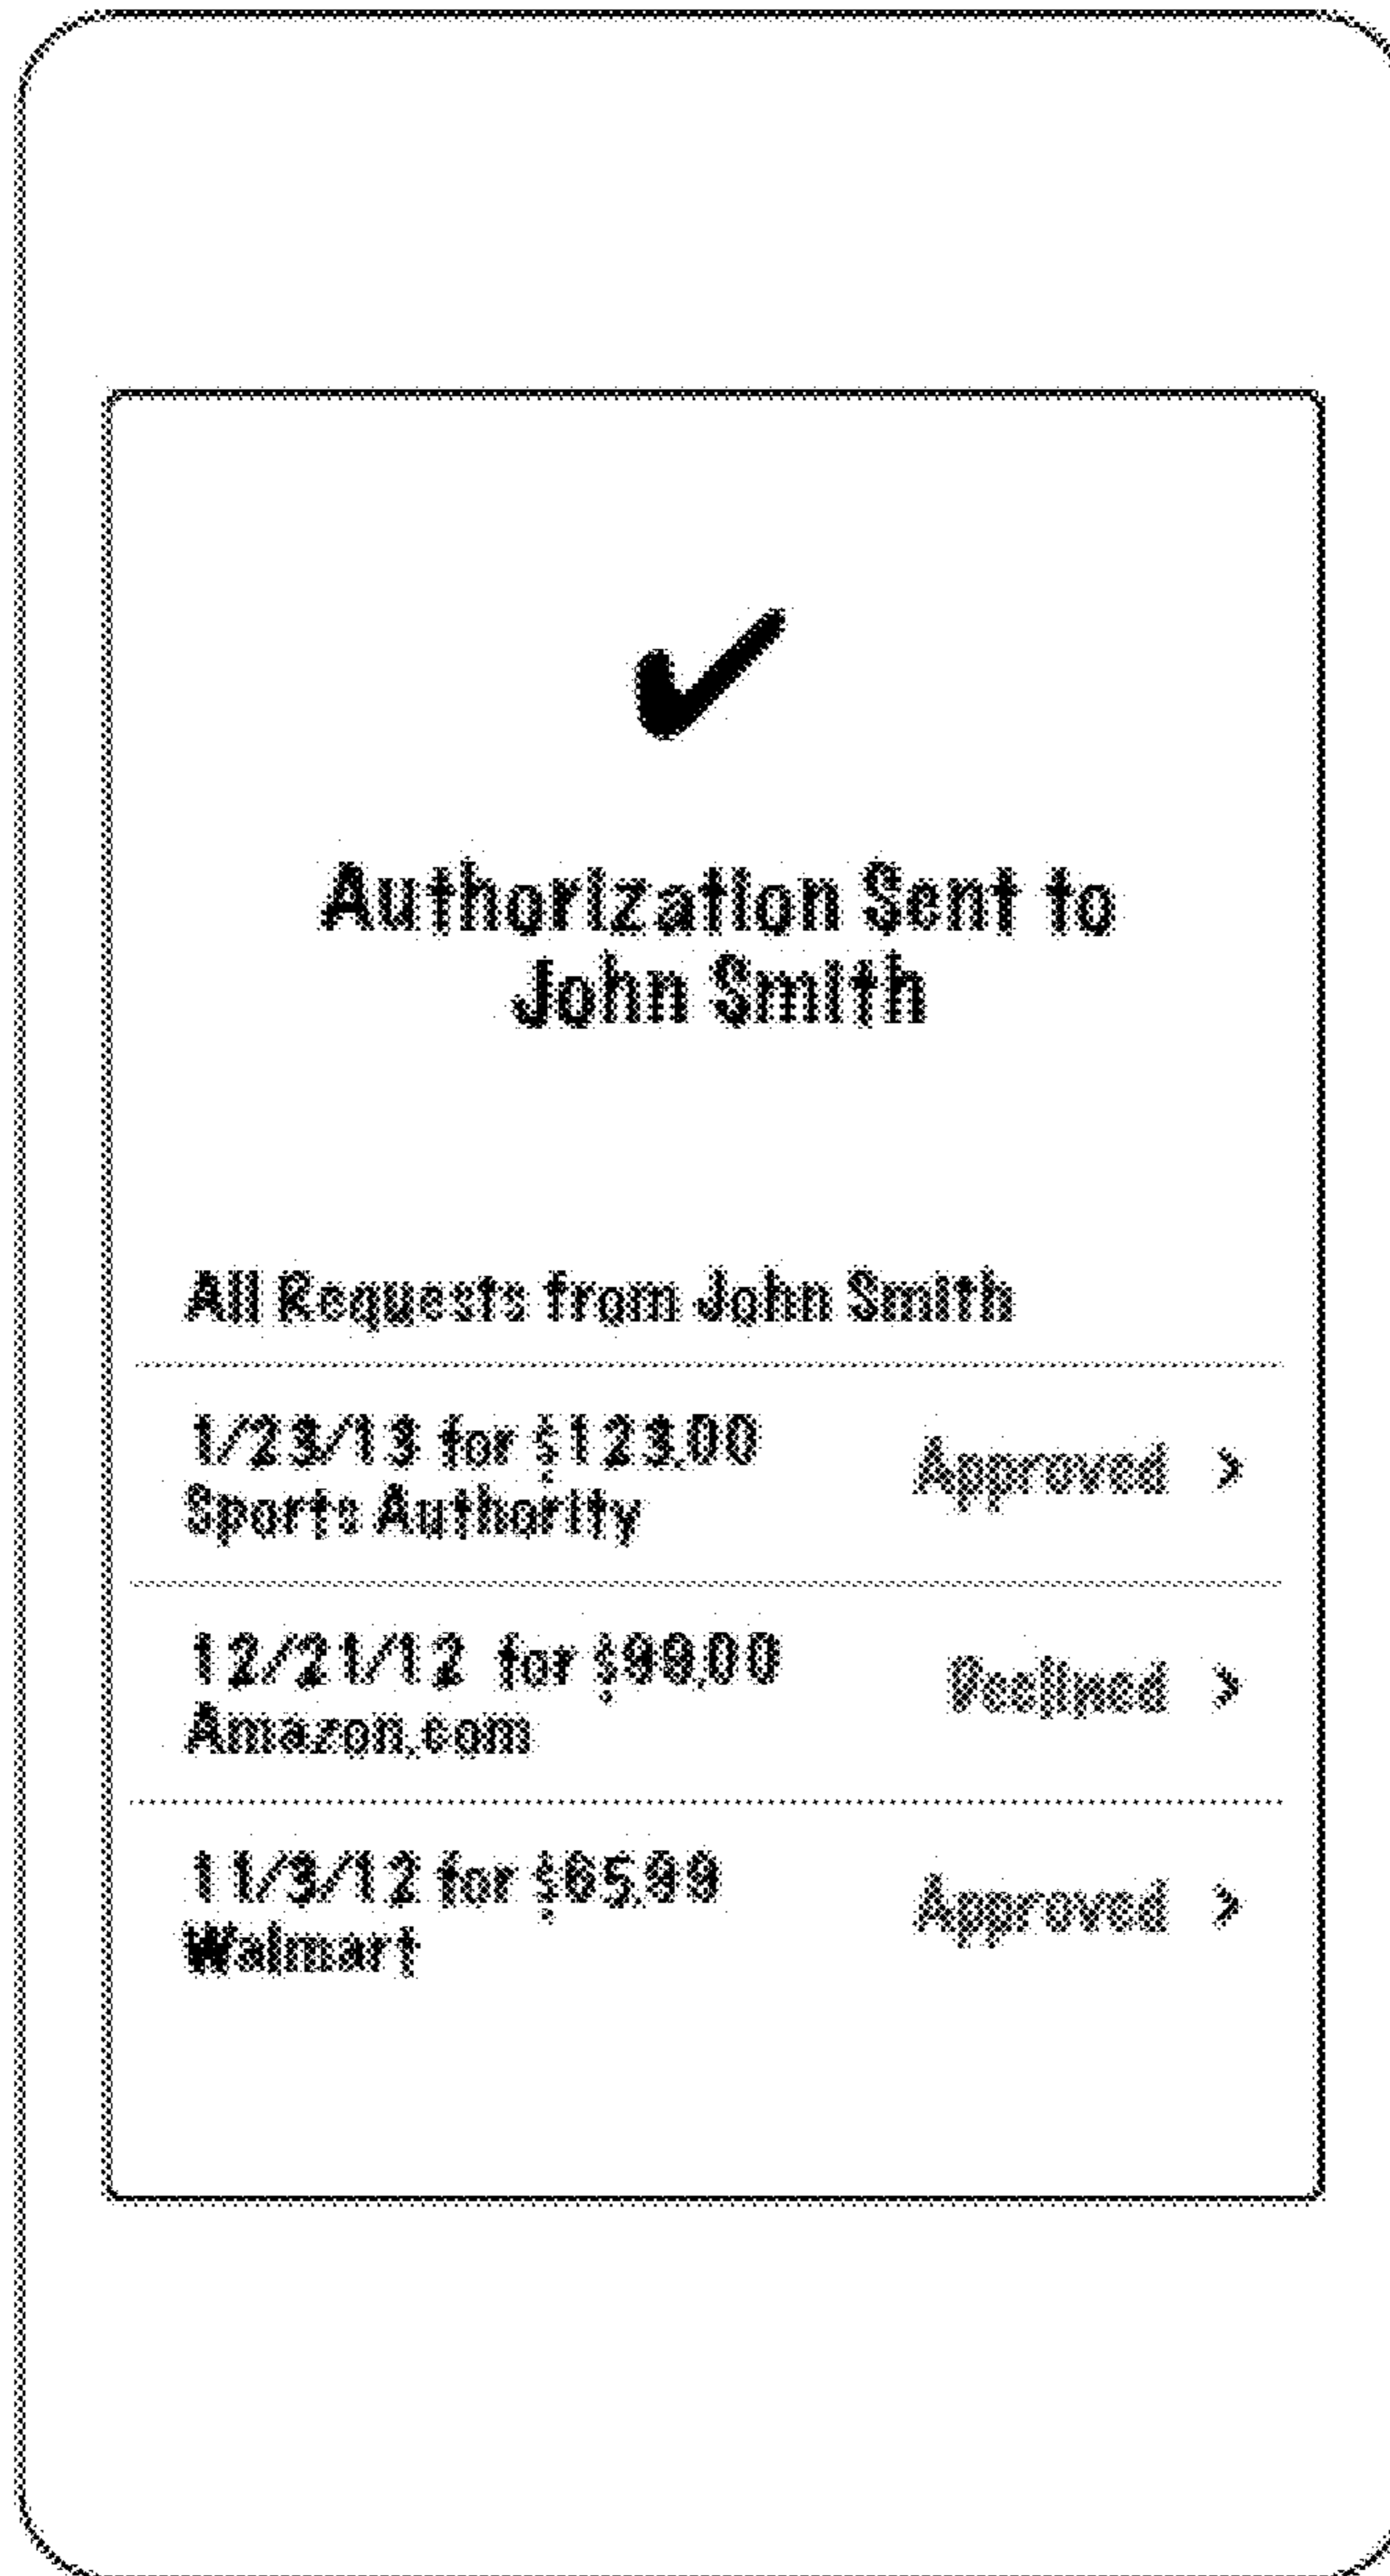 ✔
Authorization Sent to
John Smith
All Requests from John Smith
1/23/13 for $123.00
Sports Authority
Approved >
12/21/12 for $99.00
Amazon.com
Declined >
11/3/12 for $65.99
Walmart
Approved >